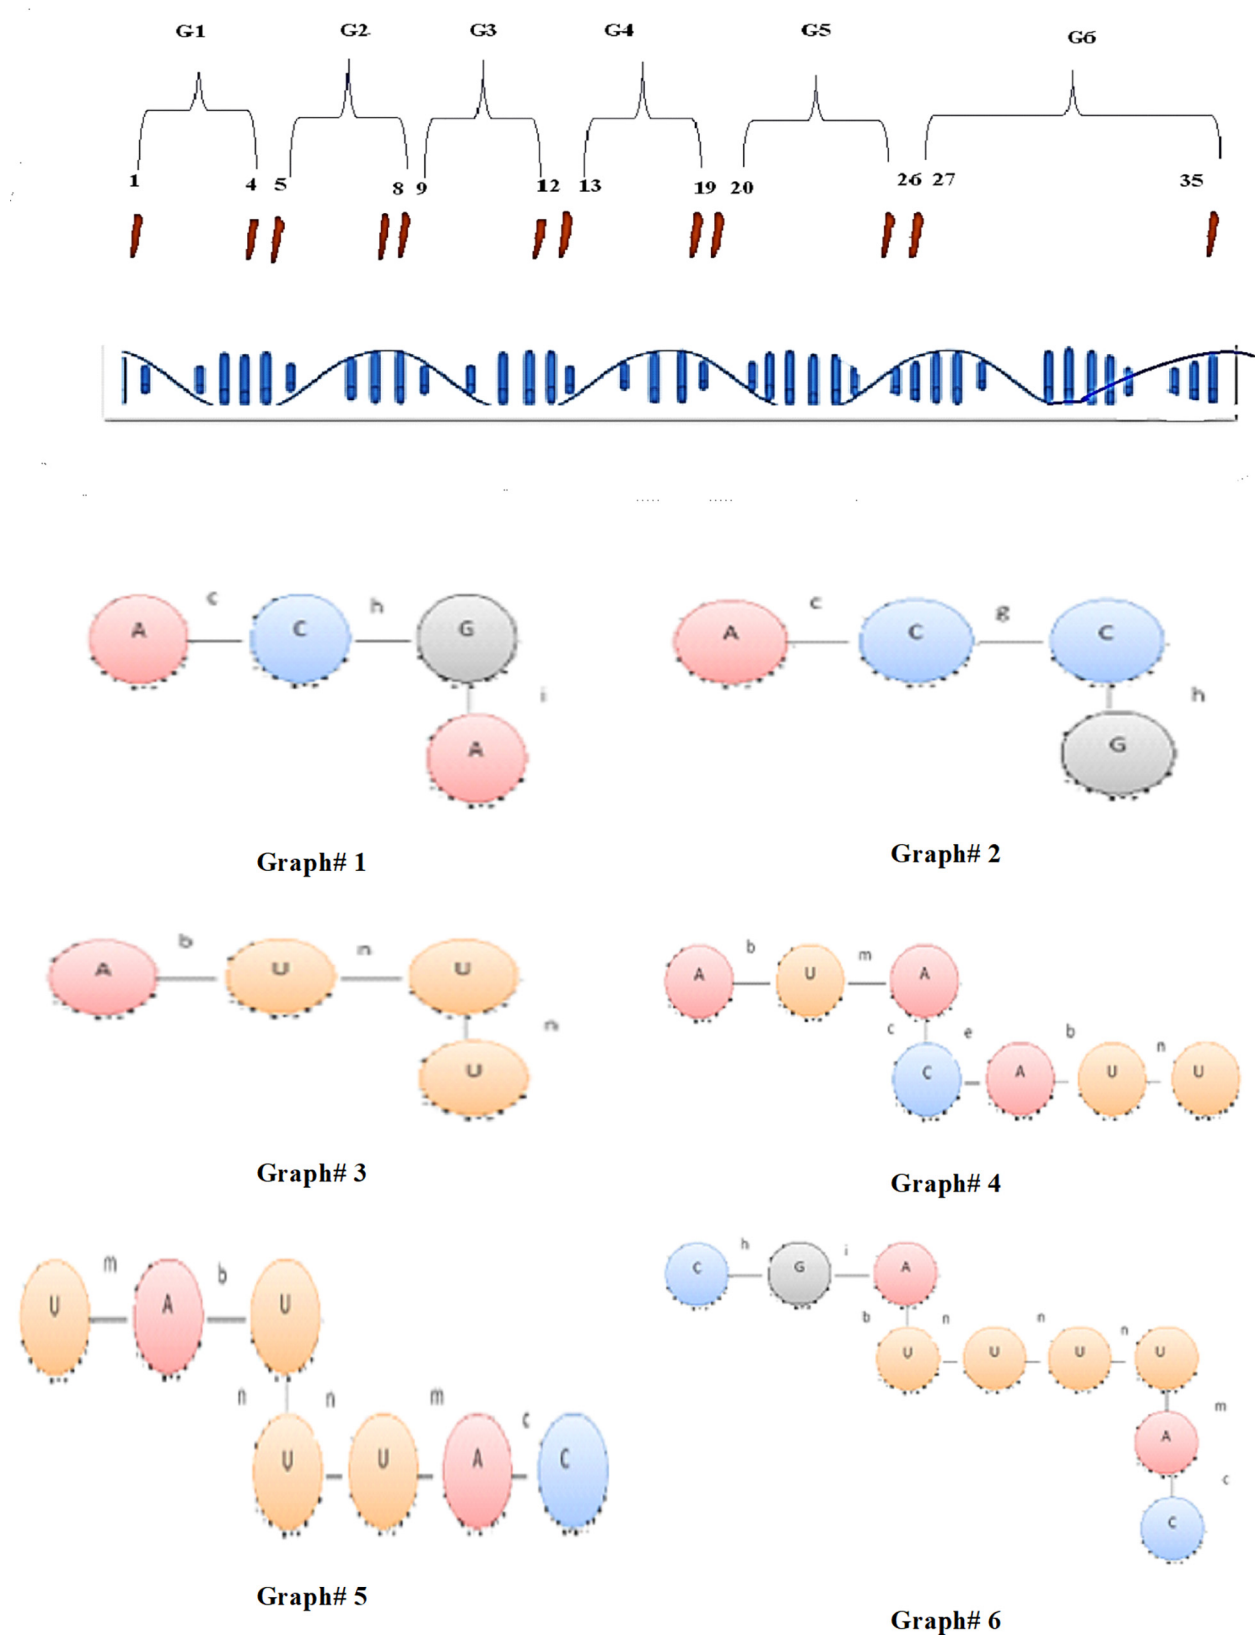 G1 G2 G3 G4 G5 G6
1 4 5 8 9 12 13 19 20 26 27 35
c h
A C G
i
A
Graph# 1
c g
A C C
h
G
Graph# 2
b n
A U U
n
U
Graph# 3
b m
A U A
c e b n
C A U U
Graph# 4
m b
U A U
n n m c
U U A C
Graph# 5
h i
C G A
b n n n
U U U U
m
A
c
C
Graph# 6